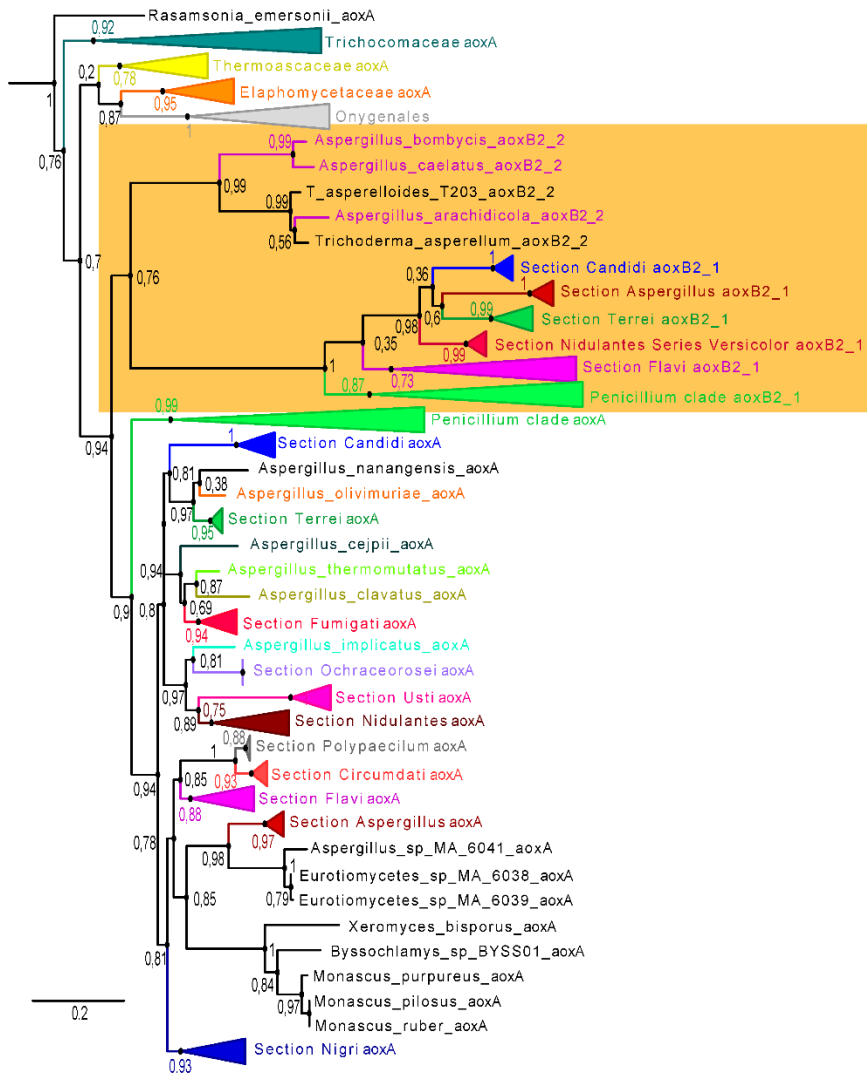 Rasamsonia_emersonii_aoxA
0,92
Trichocomaceae aoxA
0,2
Thermoascaceae aoxA
0,78
1
Elaphomycetaceae aoxA
0,95
0,87
Onygenales
1
0,76
0,99
Aspergillus_bombycis_aoxB2_2
Aspergillus_caelatus_aoxB2_2
0,99
T_asperelloides_T203_aoxB2_2
0,99
Aspergillus_arachidicola_aoxB2_2
0,56
Trichoderma_asperellum_aoxB2_2
0,7
0,76
1
Section Candidi aoxB2_1
0,36
1
Section Aspergillus aoxB2_1
0,99
Section Terrei aoxB2_1
0,6
0,98
0,35
Section Nidulantes Series Versicolor aoxB2_1
0,99
1
Section Flavi aoxB2_1
0,73
0,87
Penicillium clade aoxB2_1
0,99
Penicillium clade aoxA
1
Section Candidi aoxA
0,94
0,81
Aspergillus_nanangensis_aoxA
0,38
Aspergillus_olivimuriae_aoxA
0,97
Section Terrei aoxA
0,95
Aspergillus_cejpii_aoxA
0,94
Aspergillus_thermomutatus_aoxA
0,87
Aspergillus_clavatus_aoxA
0,9
0,8
0,69
Section Fumigati aoxA
0,94
Aspergillus_implicatus_aoxA
0,81
Section Ochraceorosei aoxA
0,97
Section Usti aoxA
0,75
0,89
Section Nidulantes aoxA
0,88
Section Polypaecilum aoxA
1
Section Circumdati aoxA
0,93
0,94
0,85
Section Flavi aoxA
0,88
Section Aspergillus aoxA
0,97
0,78
0,98
Aspergillus_sp_MA_6041_aoxA
1
Eurotiomycetes_sp_MA_6038_aoxA
0,79
Eurotiomycetes_sp_MA_6039_aoxA
0,85
Xeromyces_bisporus_aoxA
1
Byssochlamys_sp_BYSS01_aoxA
0,81
0,84
Monascus_purpureus_aoxA
0,97
Monascus_pilosus_aoxA
Monascus_ruber_aoxA
0.2
Section Nigri aoxA
0,93